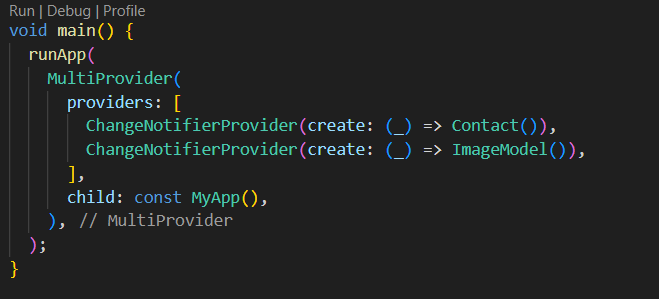 Run | Debug | Profile
void main() {
  runApp(
    MultiProvider(
      providers: [
        ChangeNotifierProvider(create: (_) => Contact()),
        ChangeNotifierProvider(create: (_) => ImageModel()),
      ],
      child: const MyApp(),
    ), // MultiProvider
  );
}